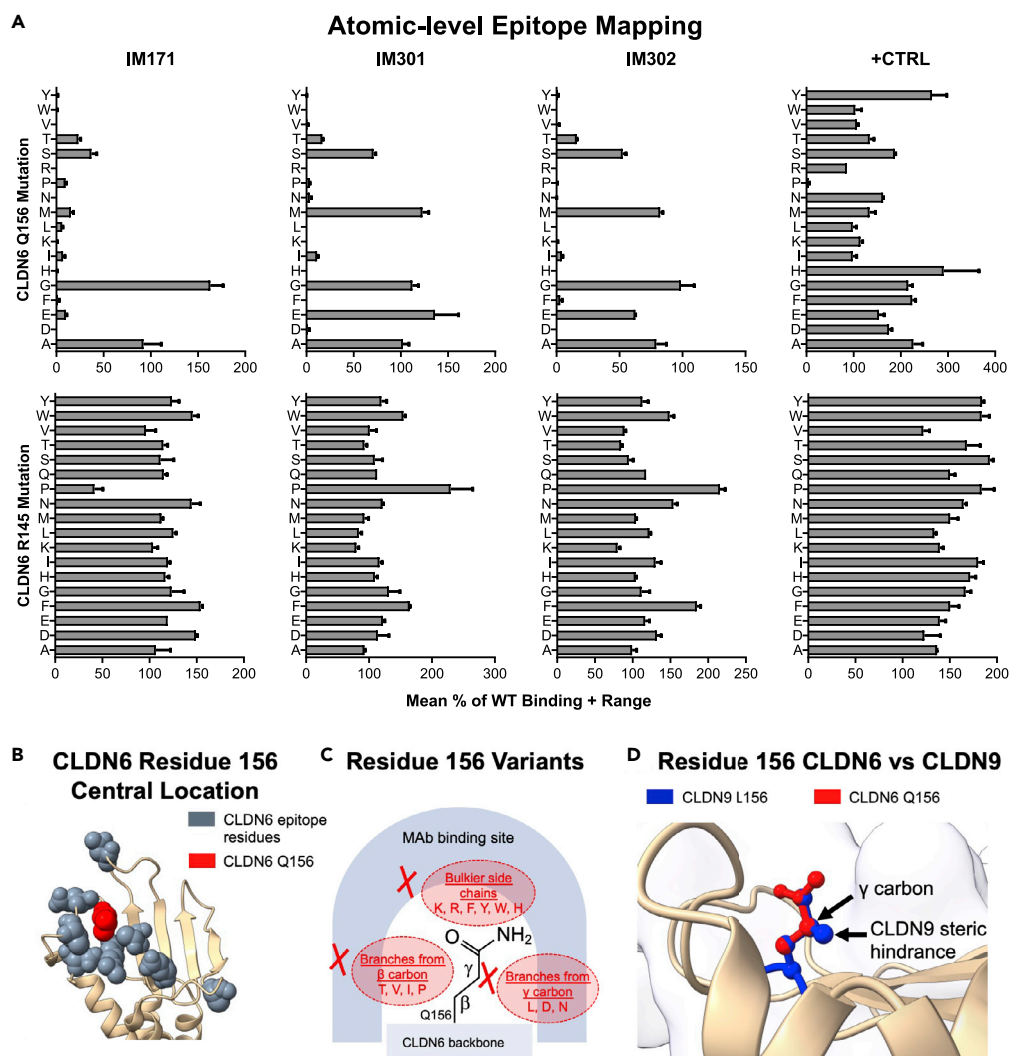 A
Atomic-level Epitope Mapping
IM171
IM301
IM302
+CTRL
CLDN6 Q156 Mutation
Y
W
V
T
S
R
P
N
M
L
K
I
H
G
F
E
D
A
0 50 100 150 200
Y
W
V
T
S
R
P
N
M
L
K
I
H
G
F
E
D
A
0 50 100 150 200
Y
W
V
T
S
R
P
N
M
L
K
I
H
G
F
E
D
A
0 50 100 150
Y
W
V
T
S
R
P
N
M
L
K
I
H
G
F
E
D
A
0 100 200 300 400
CLDN6 R145 Mutation
Y
W
V
T
S
Q
P
N
M
L
K
I
H
G
F
E
D
A
0 50 100 150 200
Y
W
V
T
S
Q
P
N
M
L
K
I
H
G
F
E
D
A
0 100 200 300
Y
W
V
T
S
Q
P
N
M
L
K
I
H
G
F
E
D
A
0 50 100 150 200 250
Y
W
V
T
S
Q
P
N
M
L
K
I
H
G
F
E
D
A
0 50 100 150 200
Mean % of WT Binding + Range
B
CLDN6 Residue 156
Central Location
CLDN6 epitope
residues
CLDN6 Q156
C
Residue 156 Variants
MAb binding site
Bulkier side
chains
K, R, F, Y, W, H
Branches from
β carbon
T, V, I, P
Branches from
γ carbon
L, D, N
O
NH2
γ
β
Q156
CLDN6 backbone
D
Residue 156 CLDN6 vs CLDN9
CLDN9 L156
CLDN6 Q156
γ carbon
CLDN9 steric
hindrance